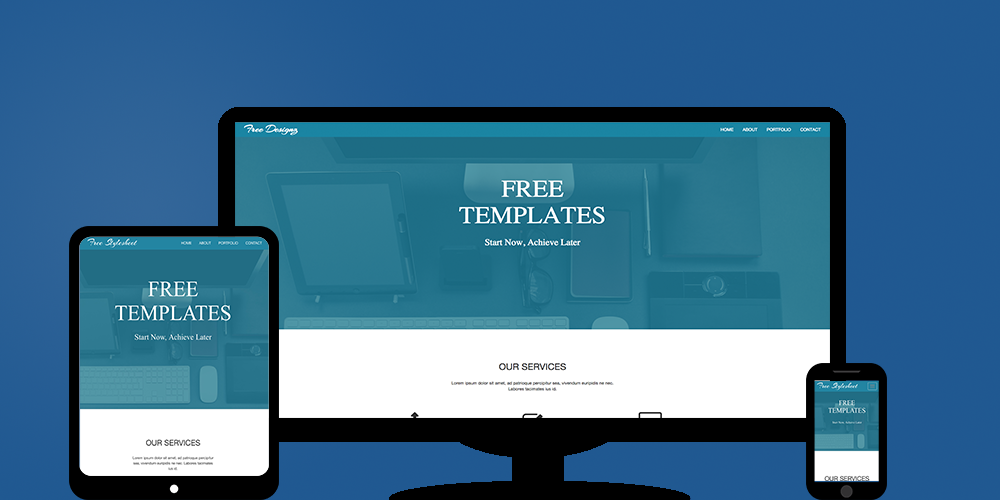 Free Designz
HOME ABOUT PORTFOLIO CONTACT
FREE
TEMPLATES
Start Now, Achieve Later
OUR SERVICES
Lorem ipsum dolor sit amet, ad patrioque percipitur sea, vivendum euripidis ne nec.
Labores tacimates ius id.
Free Stylesheet
HOME ABOUT PORTFOLIO CONTACT
FREE
TEMPLATES
Start Now, Achieve Later
OUR SERVICES
Lorem ipsum dolor sit amet, ad patrioque percipitur
sea, vivendum euripidis ne nec. Labores tacimates
ius id.
Free Stylesheet
FREE
TEMPLATES
Start Now, Achieve Later
OUR SERVICES